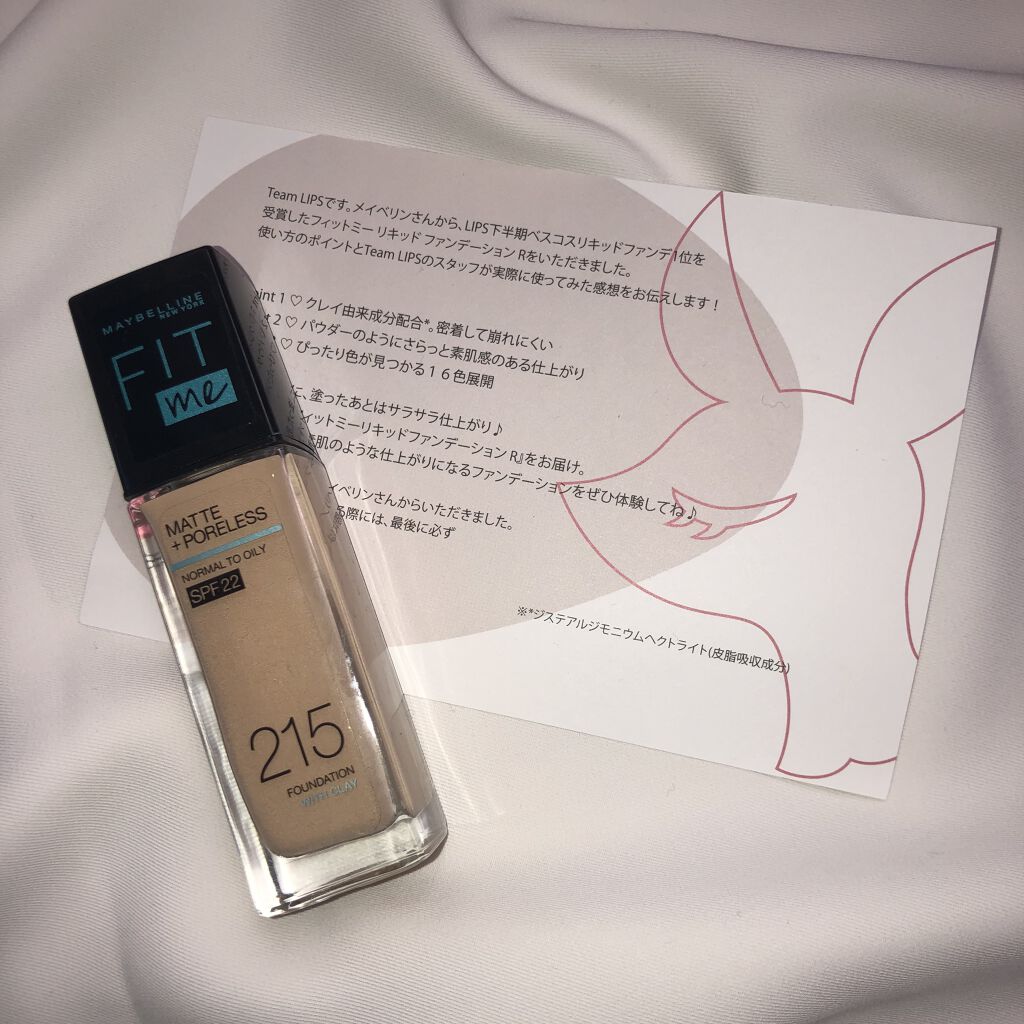 Team LIPSです。メイベリンさんから、LIPS下半期ベスコスリキッドファンデ1位を
受賞したフィットミー リキッド ファンデーション Rをいただきました。
使い方のポイントとTeam LIPSのスタッフが実際に使ってみた感想をお伝えします！
int 1 ♡ クレイ由来成分配合*。密着して崩れにくい
t 2 ♡ パウダーのようにさらっと素肌感のある仕上がり
♡ ぴったり色が見つかる１６色展開
に、塗ったあとはサラサラ仕上がり♪
ィットミーリキッドファンデーション R』をお届け。
素肌のような仕上がりになるファンデーションをぜひ体験してね♪
イベリンさんからいただきました。
る際には、最後に必ず
※*ジステアルジモニウムヘクトライト(皮脂吸収成分)
MAYBELLINE
NEW YORK
FIT
me
MATTE
+ PORELESS
NORMAL TO OILY
SPF 22
215
FOUNDATION
WITH CLAY